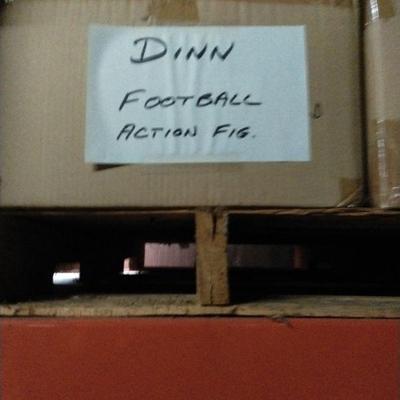 DINN
FOOTBALL
ACTION FIG.